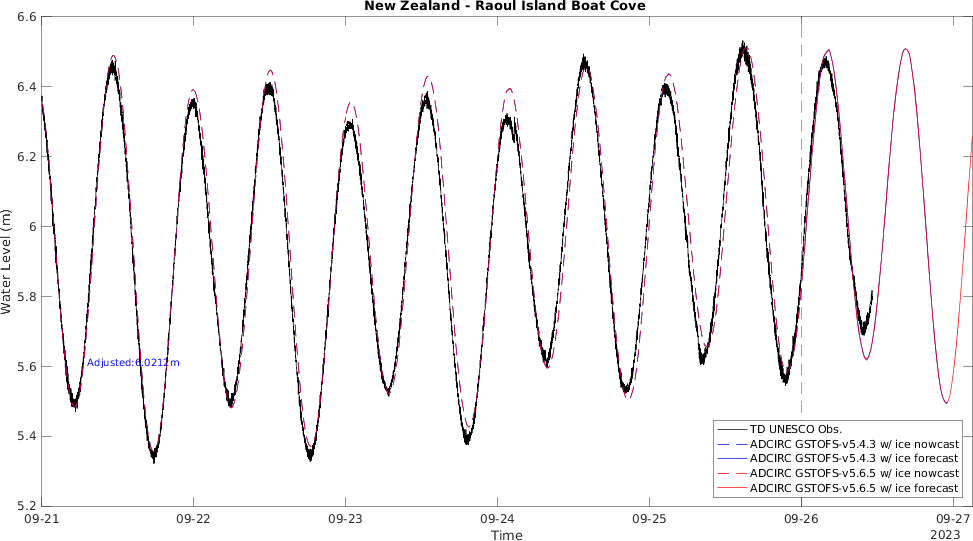 New Zealand - Raoul Island Boat Cove
6.6
6.4
6.2
6
5.8
5.6
5.4
5.2
Water Level (m)
Adjusted:6.0212m
TD UNESCO Obs.
ADCIRC GSTOFS-v5.4.3 w/ ice nowcast
ADCIRC GSTOFS-v5.4.3 w/ ice forecast
ADCIRC GSTOFS-v5.6.5 w/ ice nowcast
ADCIRC GSTOFS-v5.6.5 w/ ice forecast
09-21 09-22 09-23 09-24 09-25 09-26 09-27
Time
2023